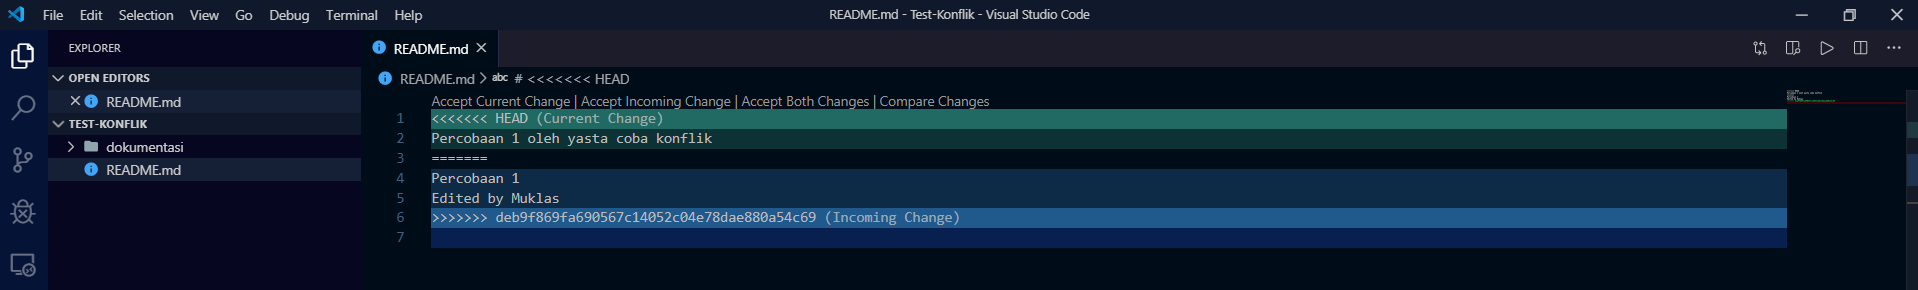 File Edit Selection View Go Debug Terminal Help README.md - Test-Konflik - Visual Studio Code
EXPLORER
OPEN EDITORS
README.md
TEST-KONFLIK
dokumentasi
README.md
README.md
README.md > abc # <<<<<<< HEAD
Accept Current Change | Accept Incoming Change | Accept Both Changes | Compare Changes
1 <<<<<<< HEAD (Current Change)
2 Percobaan 1 oleh yasta coba konflik
3 =======
4 Percobaan 1
5 Edited by Muklas
6 >>>>>>> deb9f869fa690567c14052c04e78dae880a54c69 (Incoming Change)
7